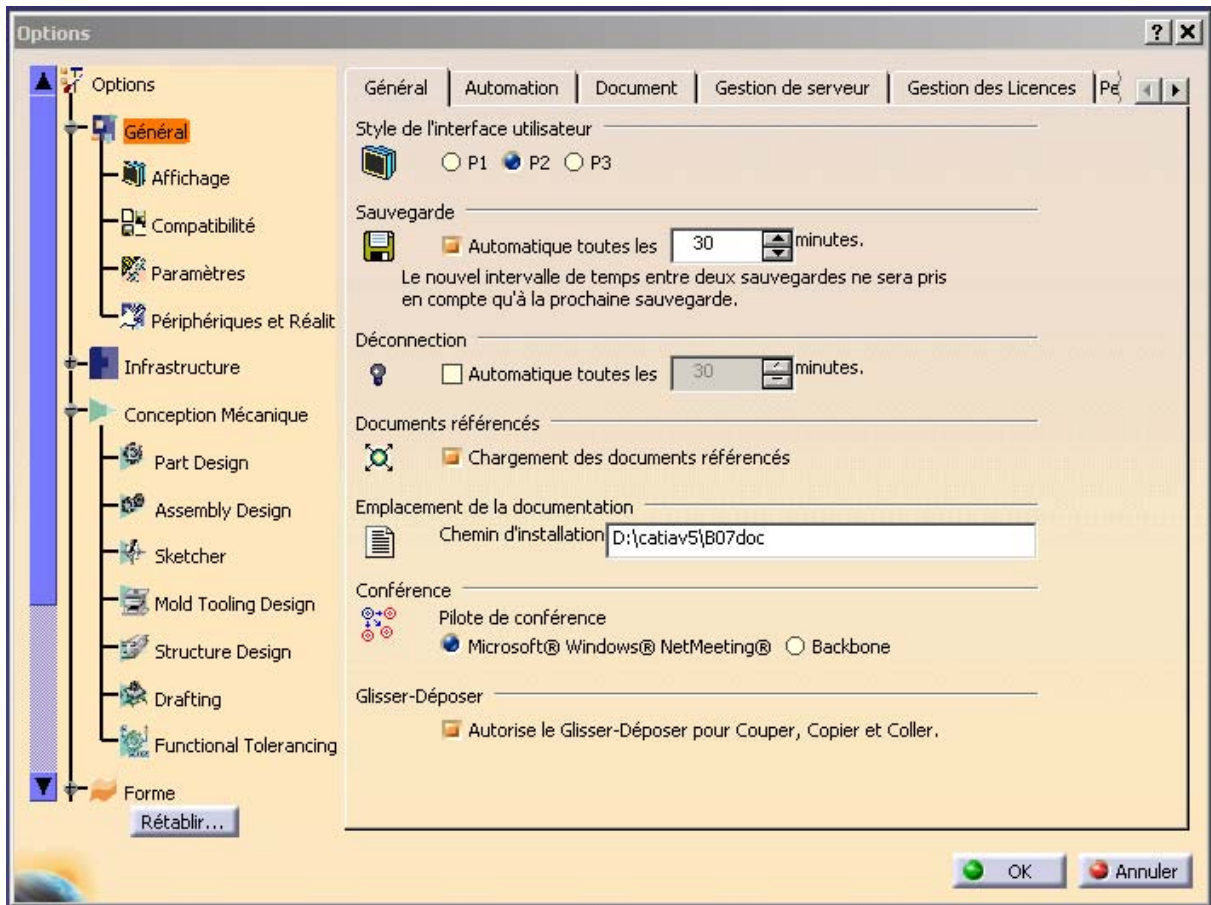 Options
Options
Général
Affichage
Compatibilité
Paramètres
Périphériques et Réalit
Infrastructure
Conception Mécanique
Part Design
Assembly Design
Sketcher
Mold Tooling Design
Structure Design
Drafting
Functional Tolerancing
Forme
Rétablir...
Général Automation Document Gestion de serveur Gestion des Licences Pe
Style de l'interface utilisateur
P1 P2 P3
Sauvegarde
Automatique toutes les 30 minutes.
Le nouvel intervalle de temps entre deux sauvegardes ne sera pris
en compte qu'à la prochaine sauvegarde.
Déconnection
Automatique toutes les 30 minutes.
Documents référencés
Chargement des documents référencés
Emplacement de la documentation
Chemin d'installation D:\catiav5\B07doc
Conférence
Pilote de conférence
Microsoft® Windows® NetMeeting® Backbone
Glisser-Déposer
Autorise le Glisser-Déposer pour Couper, Copier et Coller.
OK Annuler